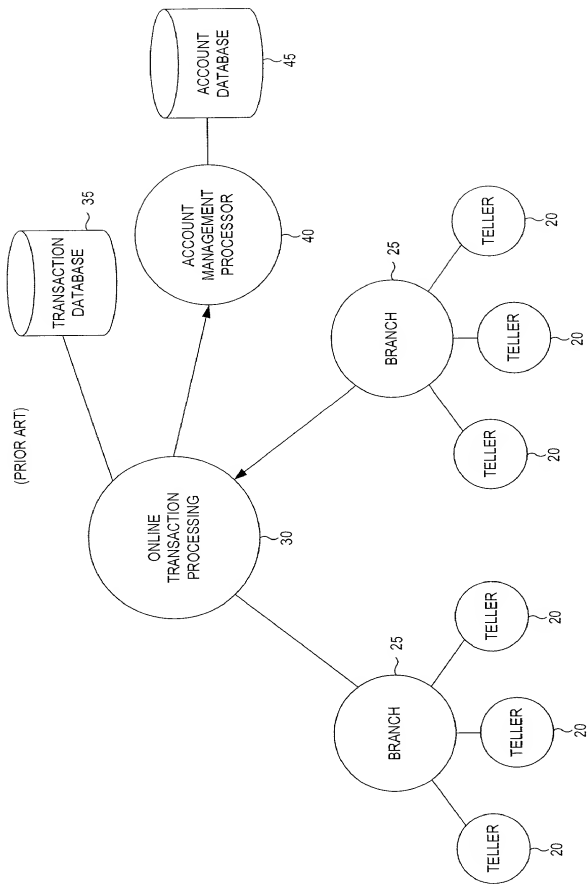 (PRIOR ART)
TRANSACTION
DATABASE
35
ACCOUNT
DATABASE
45
ACCOUNT
MANAGEMENT
PROCESSOR
40
ONLINE
TRANSACTION
PROCESSING
30
BRANCH
25
BRANCH
25
TELLER
20
TELLER
20
TELLER
20
TELLER
20
TELLER
20
TELLER
20